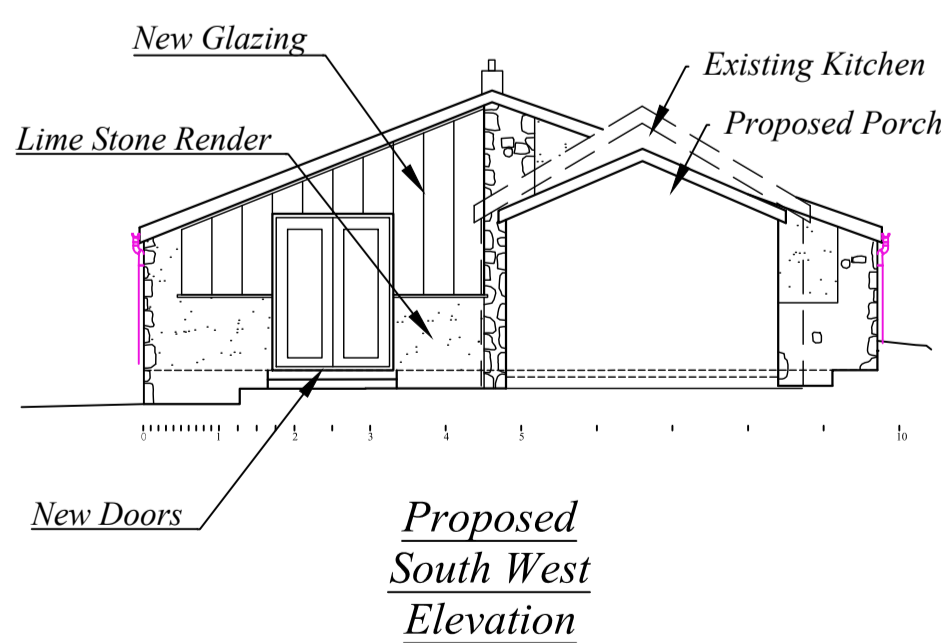 New Glazing
Existing Kitchen
Proposed Porch
Lime Stone Render
0 1 2 3 4 5 10
New Doors
Proposed
South West
Elevation